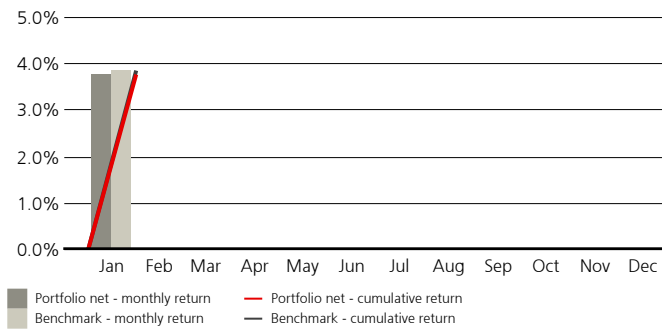 5.0%
4.0%
3.0%
2.0%
1.0%
0.0%
Jan Feb Mar Apr May Jun Jul Aug Sep Oct Nov Dec
Portfolio net - monthly return Portfolio net - cumulative return
Benchmark - monthly return Benchmark - cumulative return